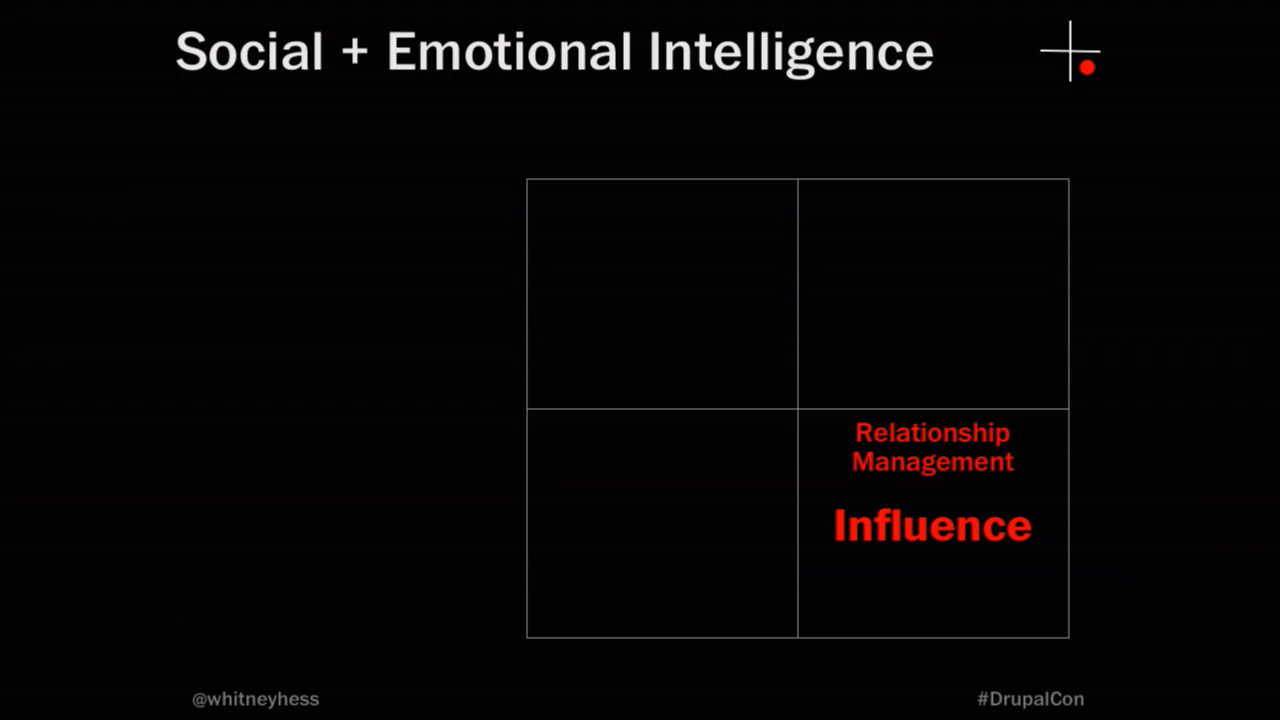 Social + Emotional Intelligence
Relationship
Management
Influence
@whitneyhess
#DrupalCon